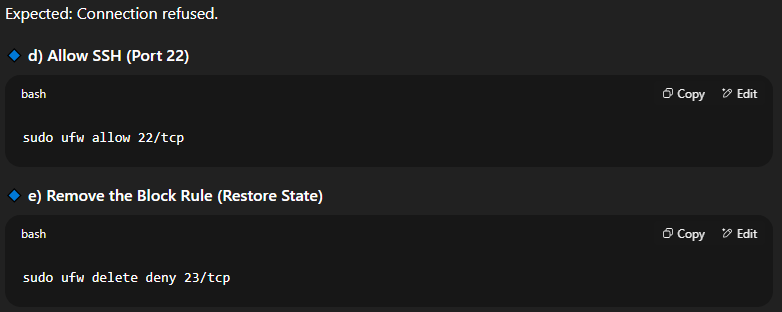 Expected: Connection refused.
d) Allow SSH (Port 22)
bash Copy Edit
sudo ufw allow 22/tcp
e) Remove the Block Rule (Restore State)
bash Copy Edit
sudo ufw delete deny 23/tcp